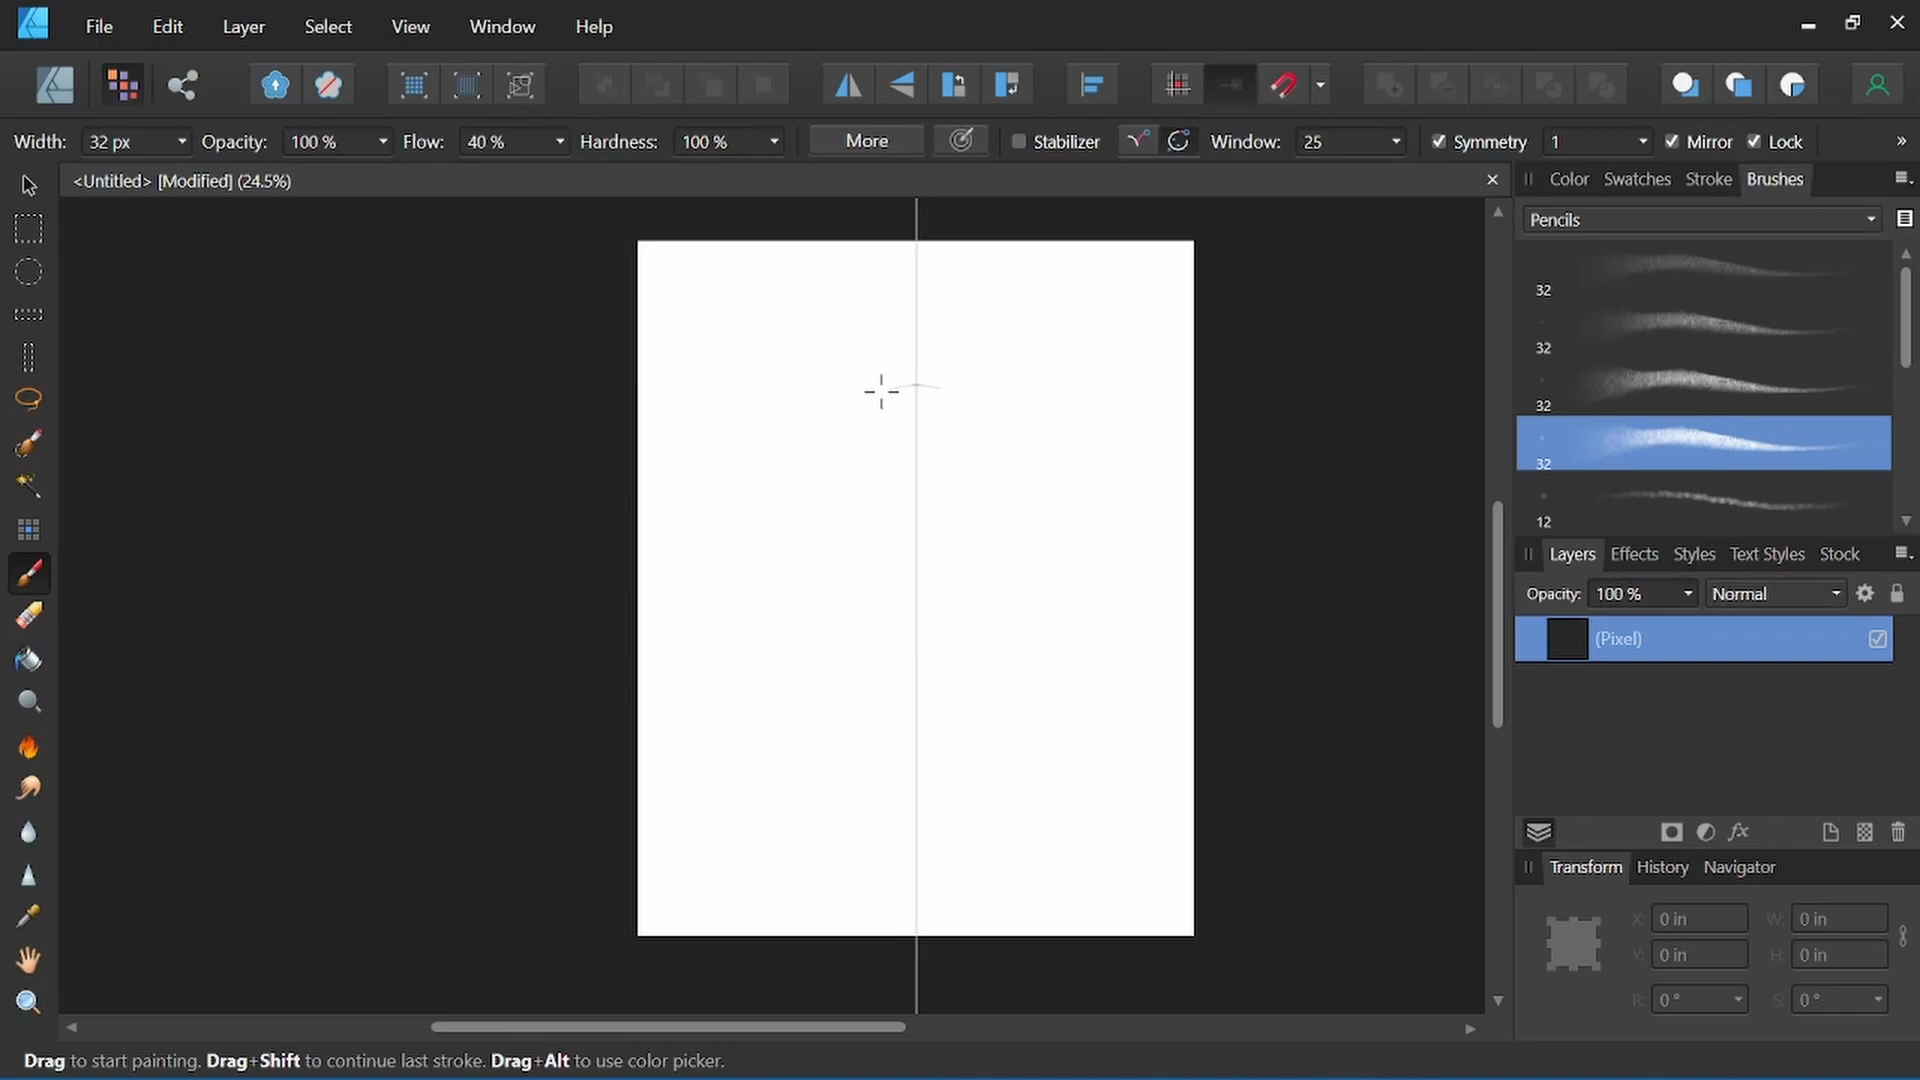 File Edit Layer Select View Window Help
Width: 32 px Opacity: 100 % Flow: 40 % Hardness: 100 % More Stabilizer Window: 25 Symmetry 1 Mirror Lock »
<Untitled> [Modified] (24.5%)
Color Swatches Stroke Brushes
Pencils
32
32
32
32
12
Layers Effects Styles Text Styles Stock
Opacity: 100 % Normal
(Pixel)
fx
Transform History Navigator
X: 0 in W: 0 in
Y: 0 in H: 0 in
R: 0 ° S: 0 °
Drag to start painting. Drag+Shift to continue last stroke. Drag+Alt to use color picker.